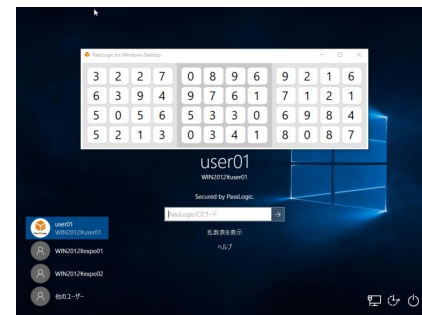 PassLogic for Windows Desktop
3 2 2 7 0 8 9 6 9 2 1 6
6 3 9 4 9 7 6 1 7 1 2 1
5 0 5 6 5 3 3 0 6 9 8 4
5 2 1 3 0 3 4 1 8 0 8 7
user01
WIN2012¥user01
Secured by PassLogic.
PassLogicパスワード
乱数表を表示
ヘルプ
user01
WIN2012¥user01
WIN2012¥expo01
WIN2012¥expo02
他のユーザー